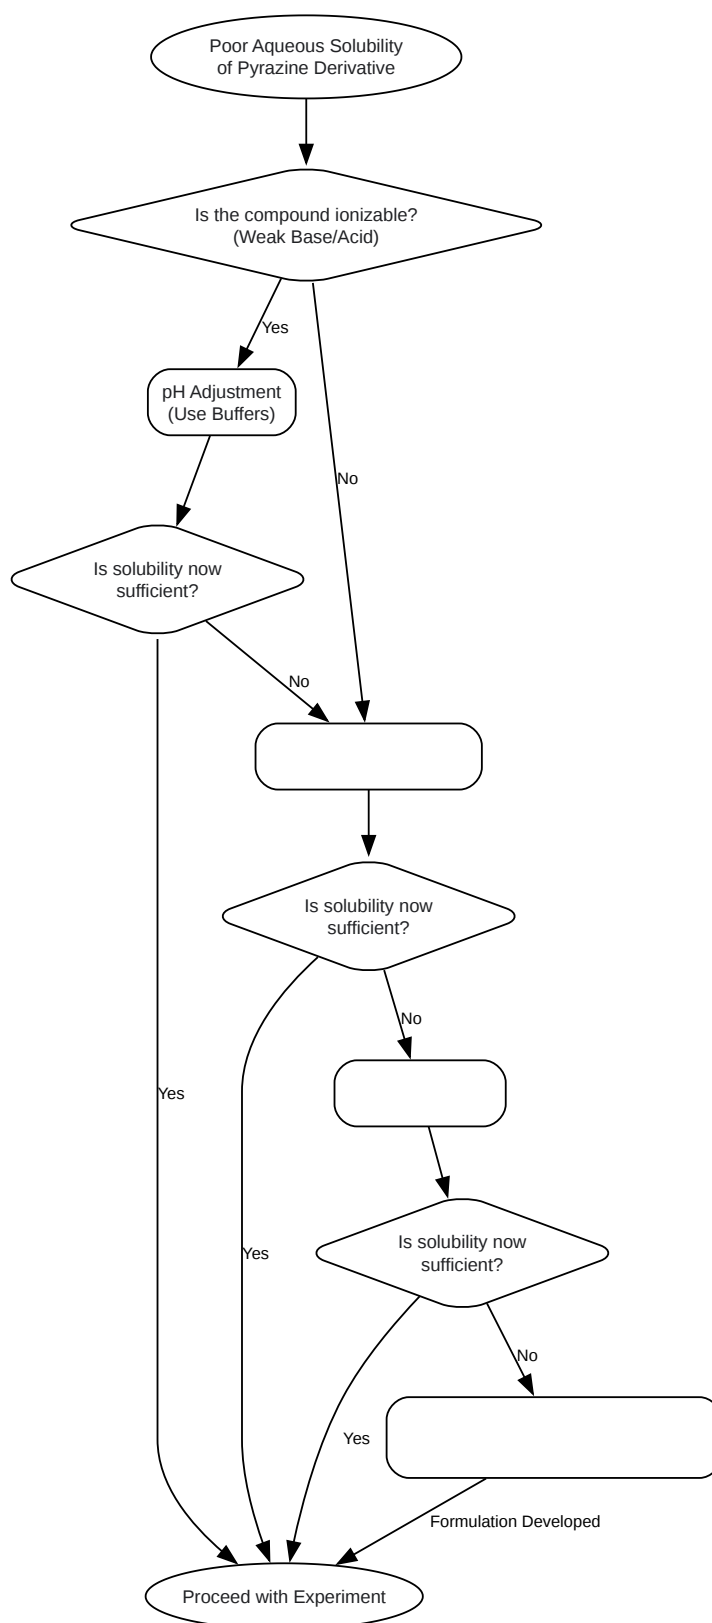 Poor Aqueous Solubility
of Pyrazine Derivative
Is the compound ionizable?
(Weak Base/Acid)
Yes
pH Adjustment
(Use Buffers)
No
Is solubility now
sufficient?
No
Is solubility now
sufficient?
No
Yes
Is solubility now
sufficient?
Yes
No
Yes
Formulation Developed
Proceed with Experiment